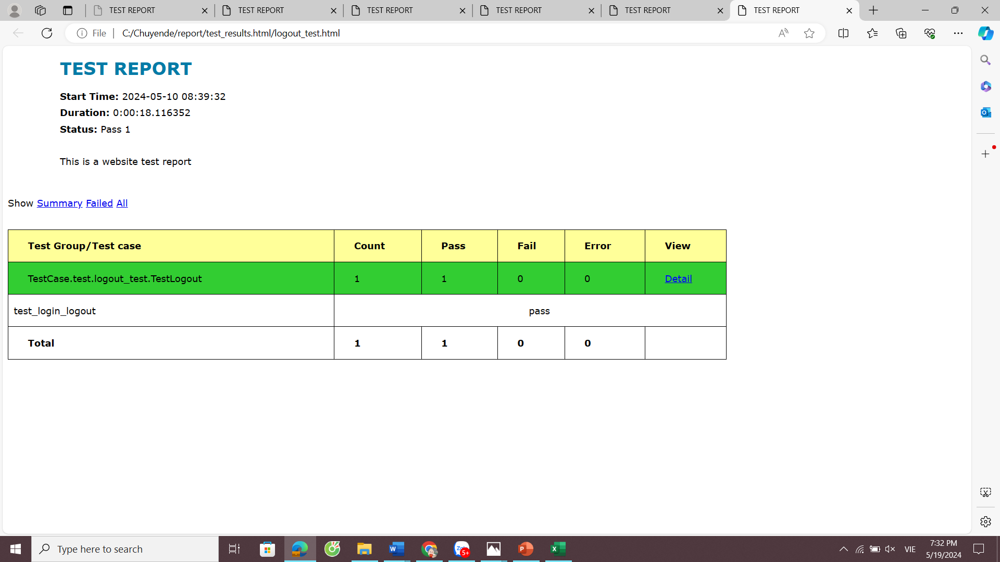 TEST REPORT
TEST REPORT
TEST REPORT
TEST REPORT
TEST REPORT
TEST REPORT
File
C:/Chuyende/report/test_results.html/logout_test.html
TEST REPORT
Start Time: 2024-05-10 08:39:32
Duration: 0:00:18.116352
Status: Pass 1
This is a website test report
Show Summary Failed All
Test Group/Test case Count Pass Fail Error View
TestCase.test.logout_test.TestLogout 1 1 0 0 Detail
test_login_logout pass
Total 1 1 0 0
Type here to search
5+
VIE
7:32 PM
5/19/2024